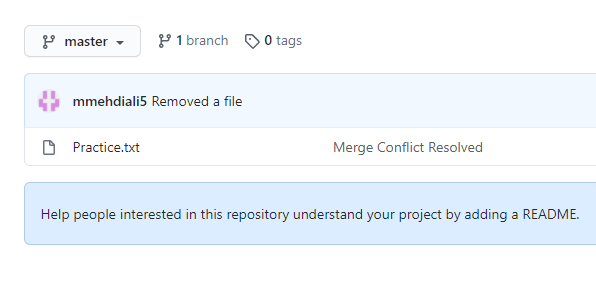 master 1 branch 0 tags
mmehdiali5 Removed a file
Practice.txt Merge Conflict Resolved
Help people interested in this repository understand your project by adding a README.